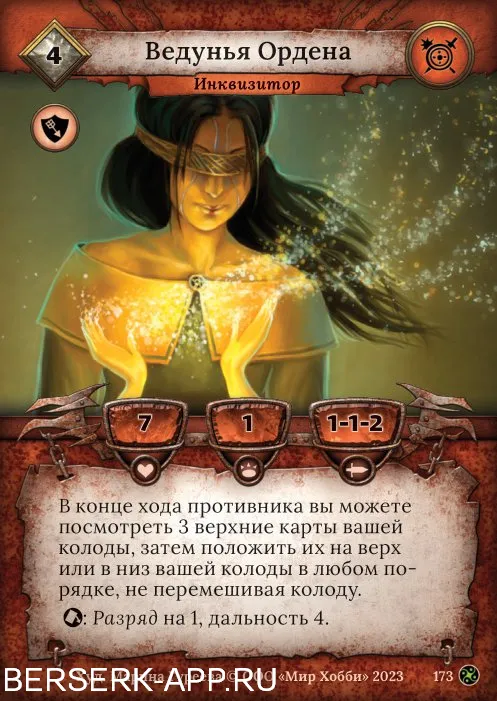 4
Ведунья Ордена
Инквизитор
7
1
1-1-2
В конце хода противника вы можете
посмотреть 3 верхние карты вашей
колоды, затем положить их на верх
или в низ вашей колоды в любом по-
рядке, не перемешивая колоду.
: Разряд на 1, дальность 4.
ООО «Мир Хобби» 2023 173
BERSERK-APP.RU